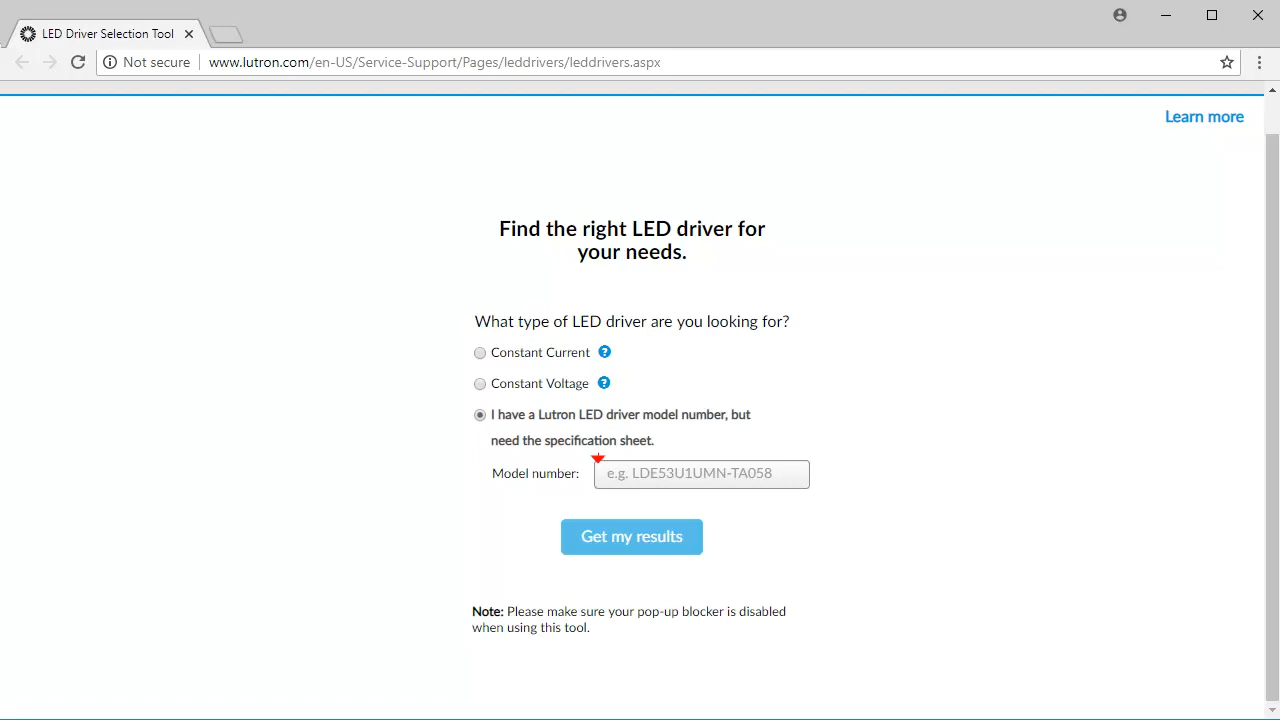 LED Driver Selection Tool
Not secure www.lutron.com/en-US/Service-Support/Pages/leddrivers/leddrivers.aspx
Learn more
Find the right LED driver for
your needs.
What type of LED driver are you looking for?
Constant Current ?
Constant Voltage ?
I have a Lutron LED driver model number, but
need the specification sheet.
Model number: e.g. LDE53U1UMN-TA058
Get my results
Note: Please make sure your pop-up blocker is disabled
when using this tool.